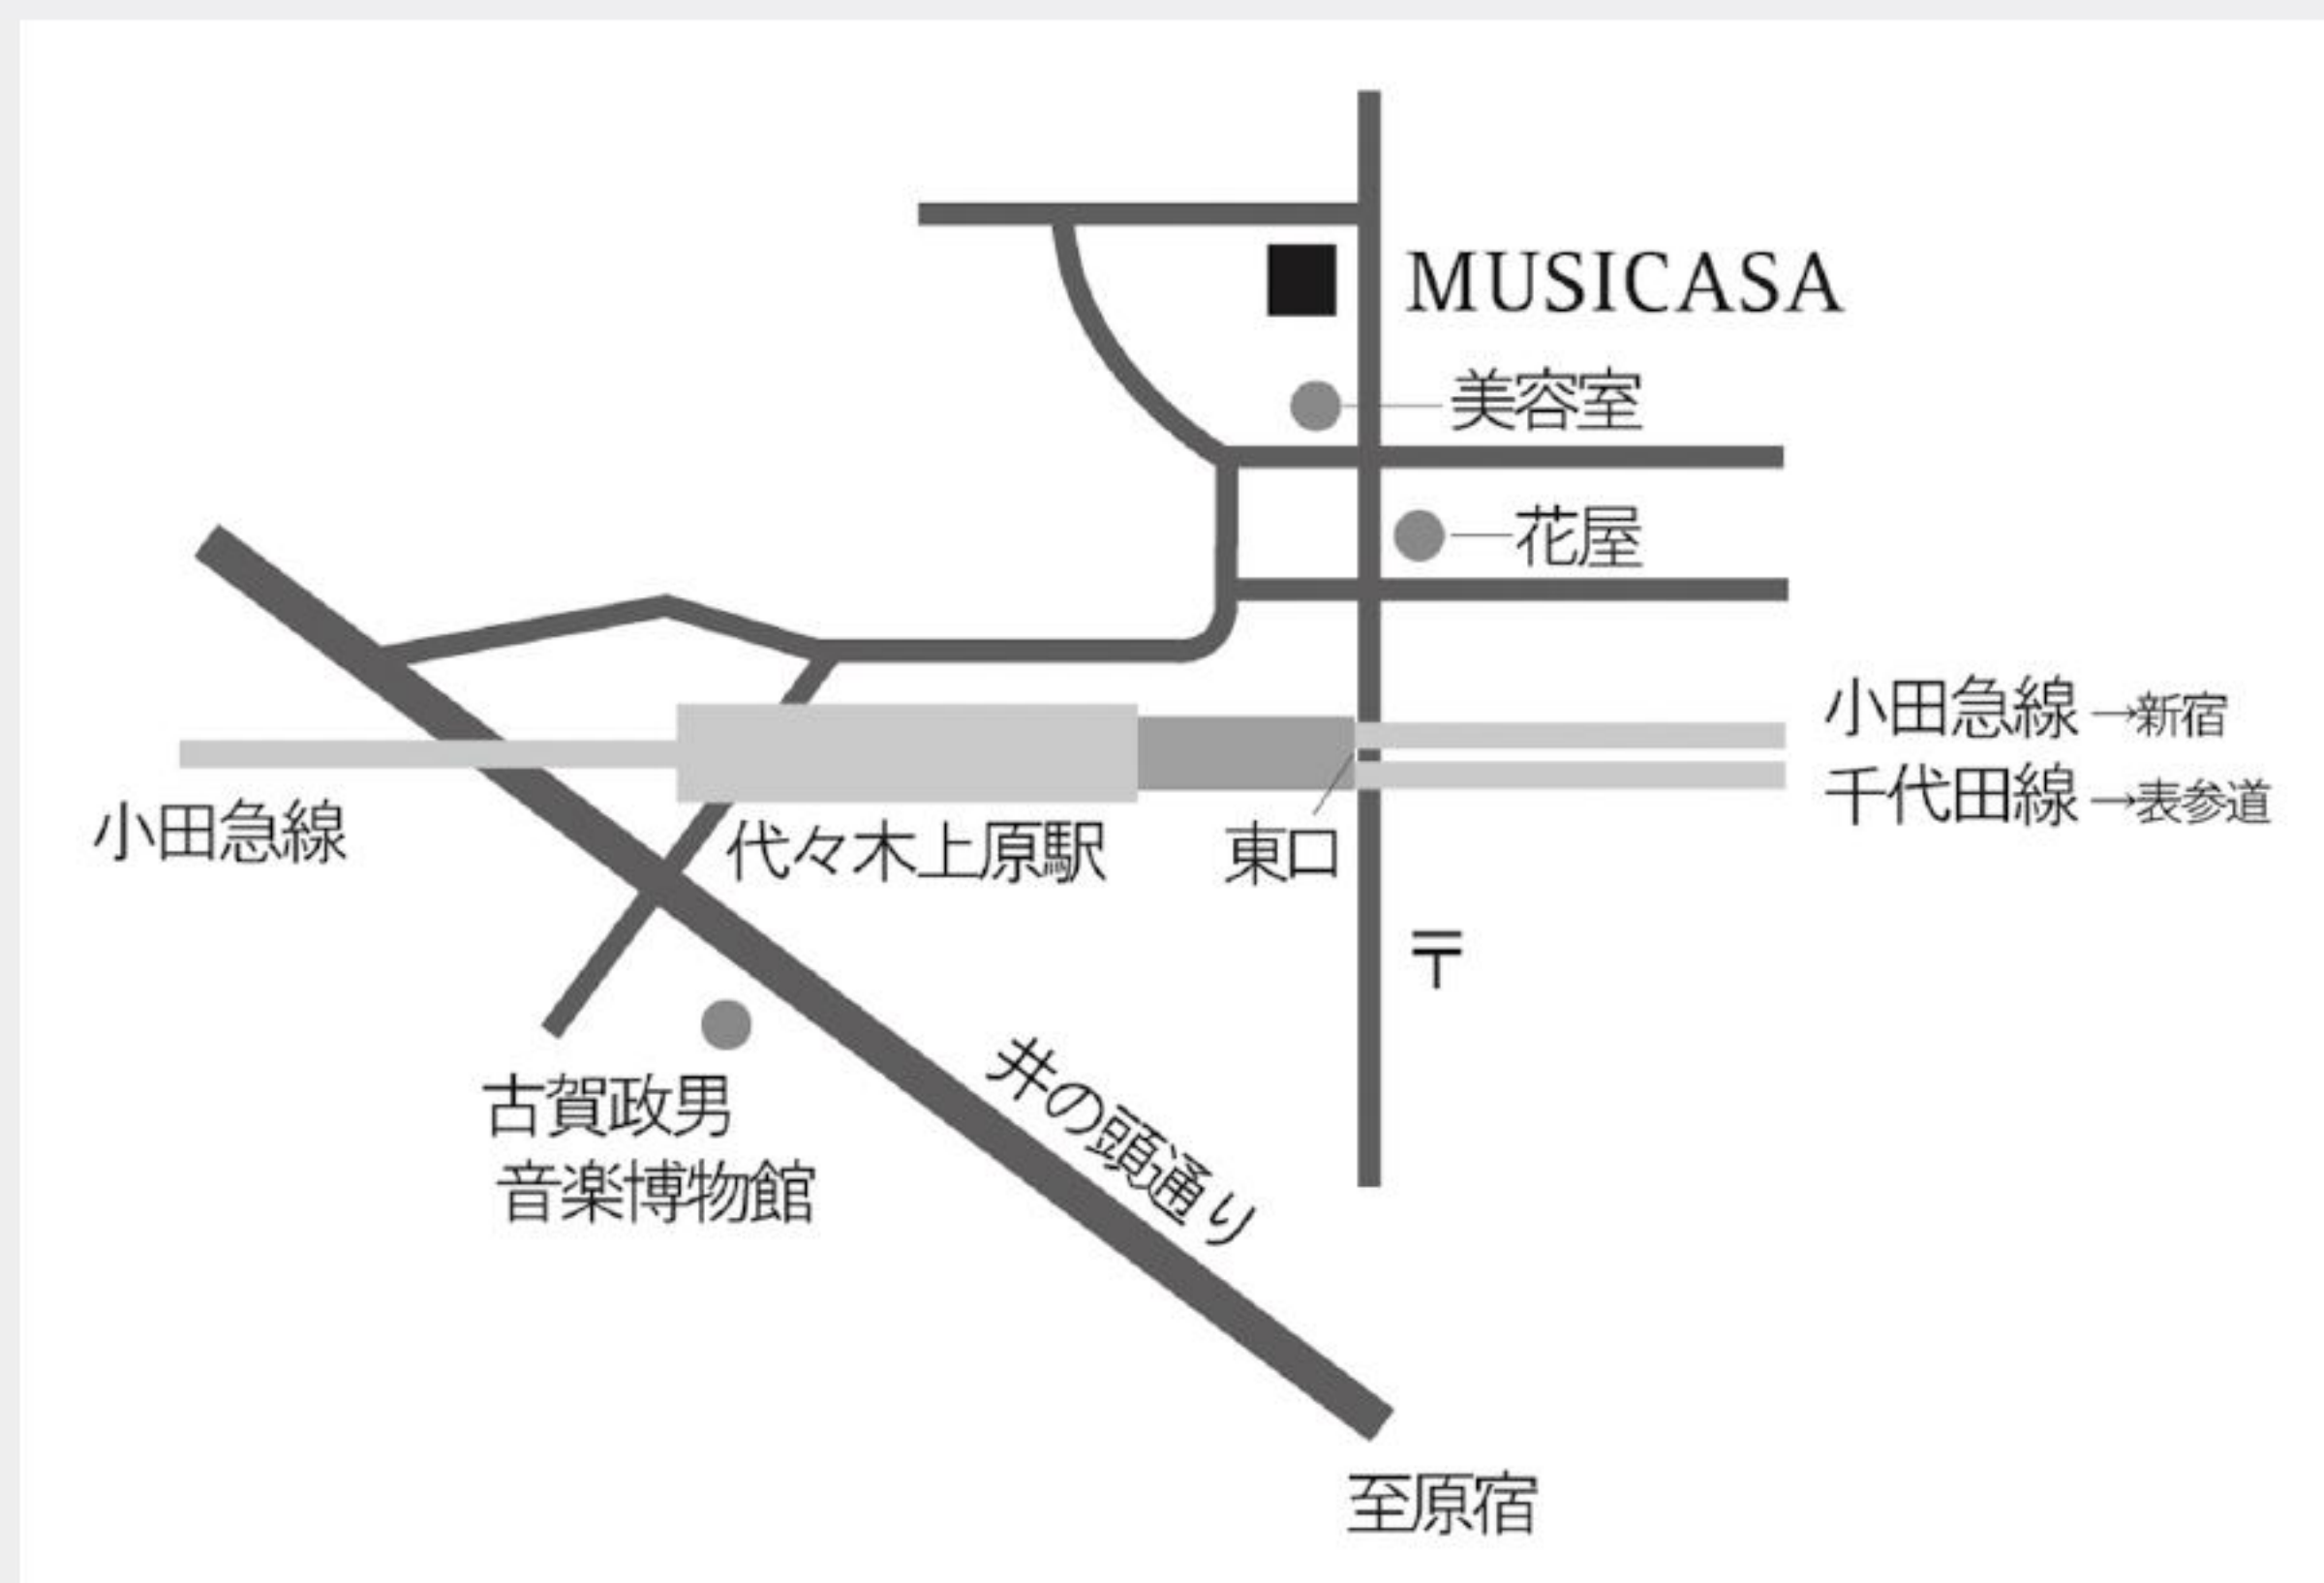 MUSICASA
美容室
花屋
小田急線→新宿
千代田線→表参道
小田急線
代々木上原駅
東口
〒
古賀政男
音楽博物館
井の頭通り
至原宿